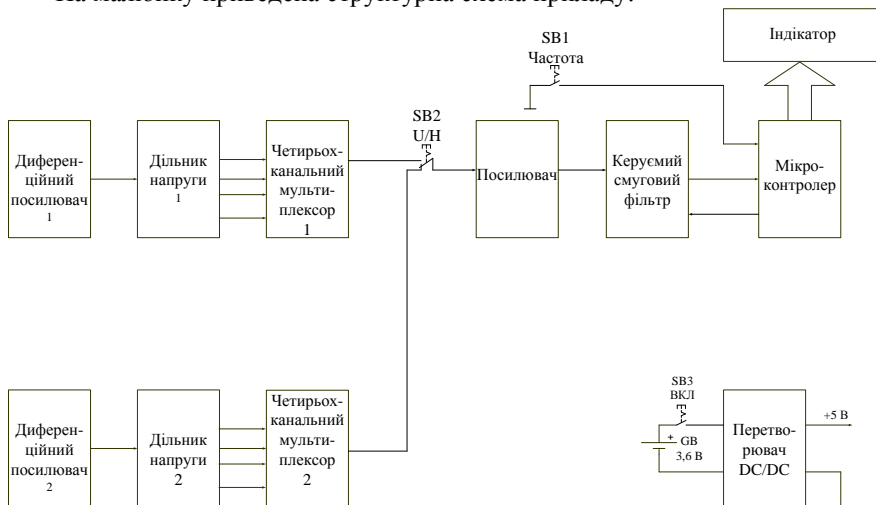 На малюнку приведена структурна схема приладу.
Індікатор
SB1
Частота
SB2
U/H
Диферен-
ційний
посилювач
1
Дільник
напруги
1
Четирьох-
канальний
мульти-
плексор
1
Посилювач
Керуємий
смуговий
фільтр
Мікро-
контролер
Диферен-
ційний
посилювач
2
Дільник
напруги
2
Четирьох-
канальний
мульти-
плексор
2
SB3
ВКЛ
+ GB
3,6 В
Перетво-
рювач
DC/DC
+5 В